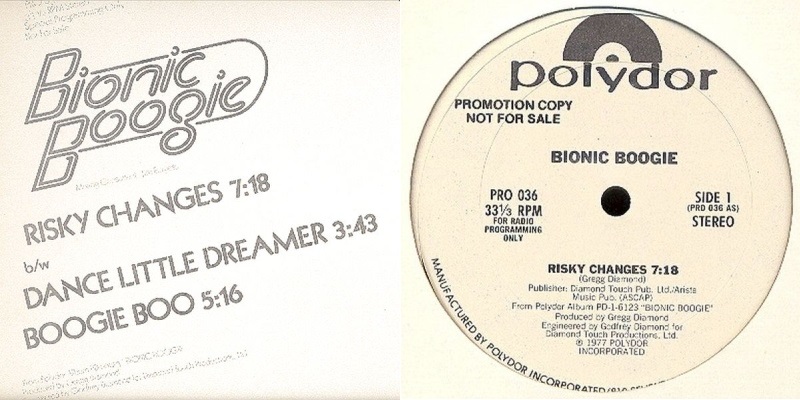 Bionic
Boogie
RISKY CHANGES 7:18
b/w
DANCE LITTLE DREAMER 3:43
BOOGIE BOO 5:16
polydor
PROMOTION COPY
NOT FOR SALE
BIONIC BOOGIE
PRO 036
33⅓ RPM
FOR RADIO
PROGRAMMING
ONLY
SIDE 1
(PRO 036 AS)
STEREO
RISKY CHANGES 7:18
(Gregg Diamond)
Publisher: Diamond Touch Pub. Ltd./Arista
Music Pub. (ASCAP)
From Polydor Album PD-1-6123 "BIONIC BOOGIE"
Produced by Gregg Diamond
Engineered by Godfrey Diamond for
Diamond Touch Productions, Ltd.
℗ 1977 POLYDOR
INCORPORATED
MANUFACTURED BY POLYDOR INCORPORATED/810 SEVENTH